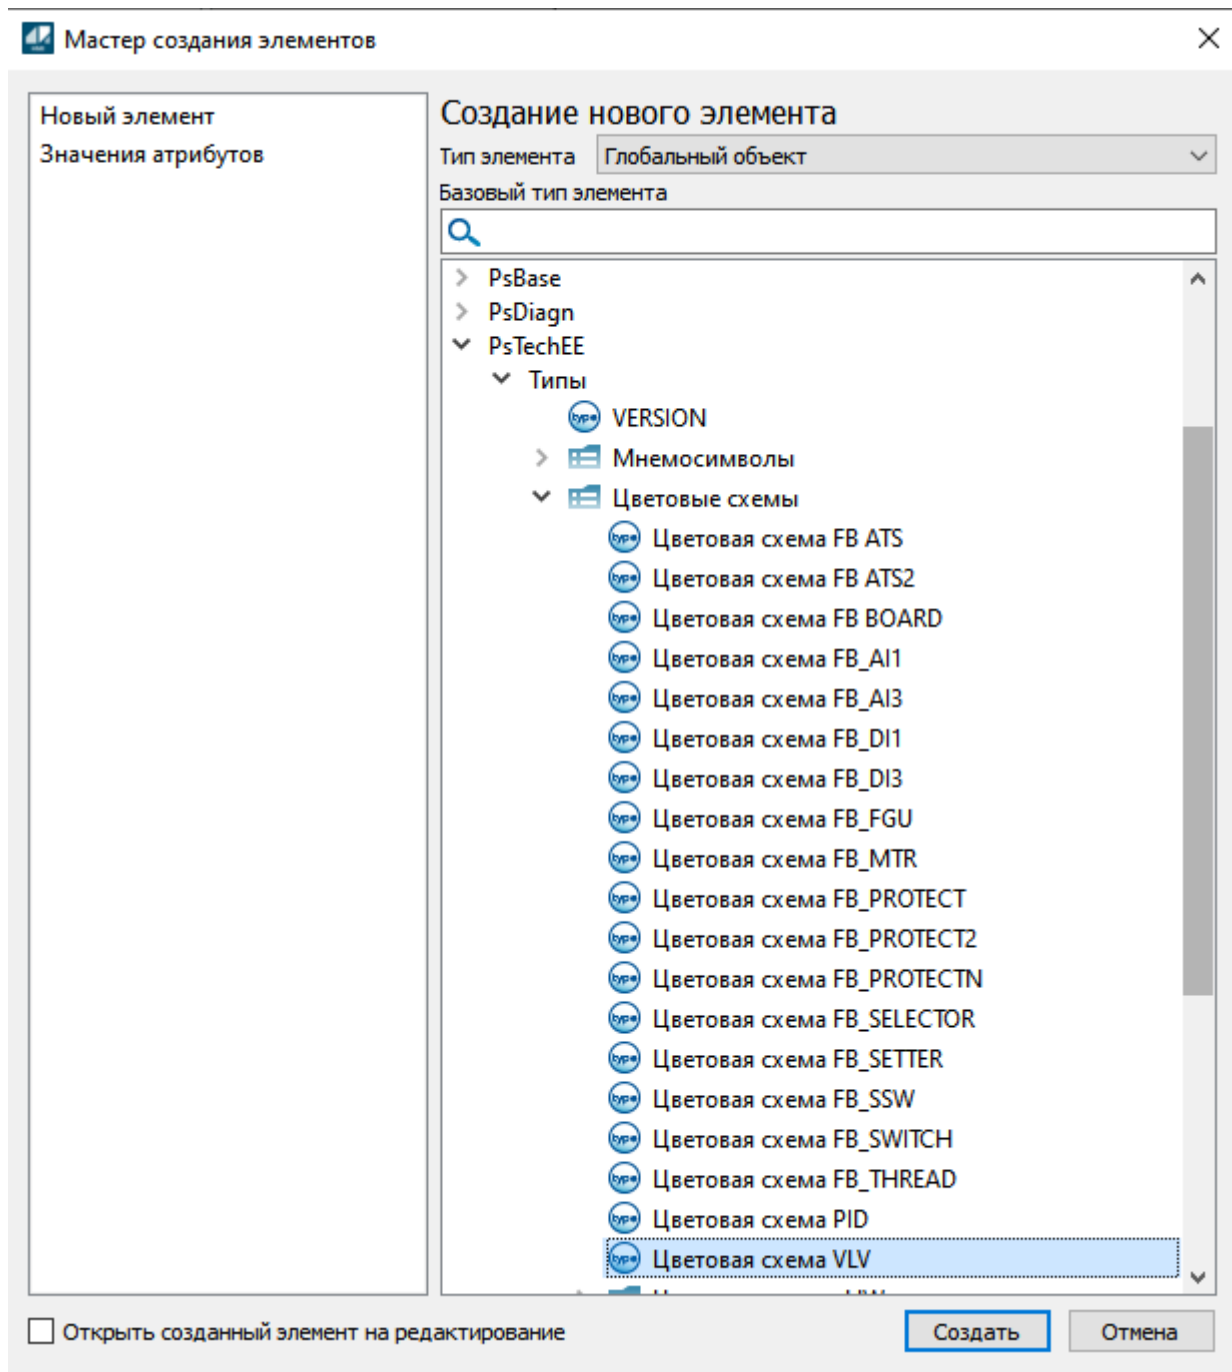 Мастер создания элементов
Новый элемент
Значения атрибутов
Создание нового элемента
Тип элемента Глобальный объект
Базовый тип элемента
PsBase
PsDiagn
PsTechEE
Типы
VERSION
Мнемосимволы
Цветовые схемы
Цветовая схема FB ATS
Цветовая схема FB ATS2
Цветовая схема FB BOARD
Цветовая схема FB_AI1
Цветовая схема FB_AI3
Цветовая схема FB_DI1
Цветовая схема FB_DI3
Цветовая схема FB_FGU
Цветовая схема FB_MTR
Цветовая схема FB_PROTECT
Цветовая схема FB_PROTECT2
Цветовая схема FB_PROTECTN
Цветовая схема FB_SELECTOR
Цветовая схема FB_SETTER
Цветовая схема FB_SSW
Цветовая схема FB_SWITCH
Цветовая схема FB_THREAD
Цветовая схема PID
Цветовая схема VLV
Открыть созданный элемент на редактирование
Создать Отмена